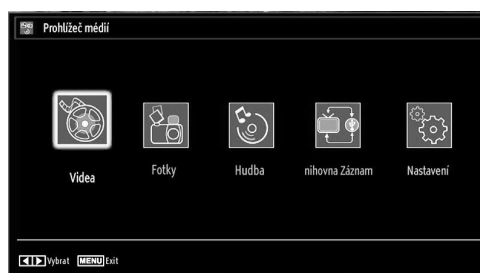 Prohlížeč médií
Videa Fotky Hudba nihovna Záznam Nastavení
Vybrat MENU Exit